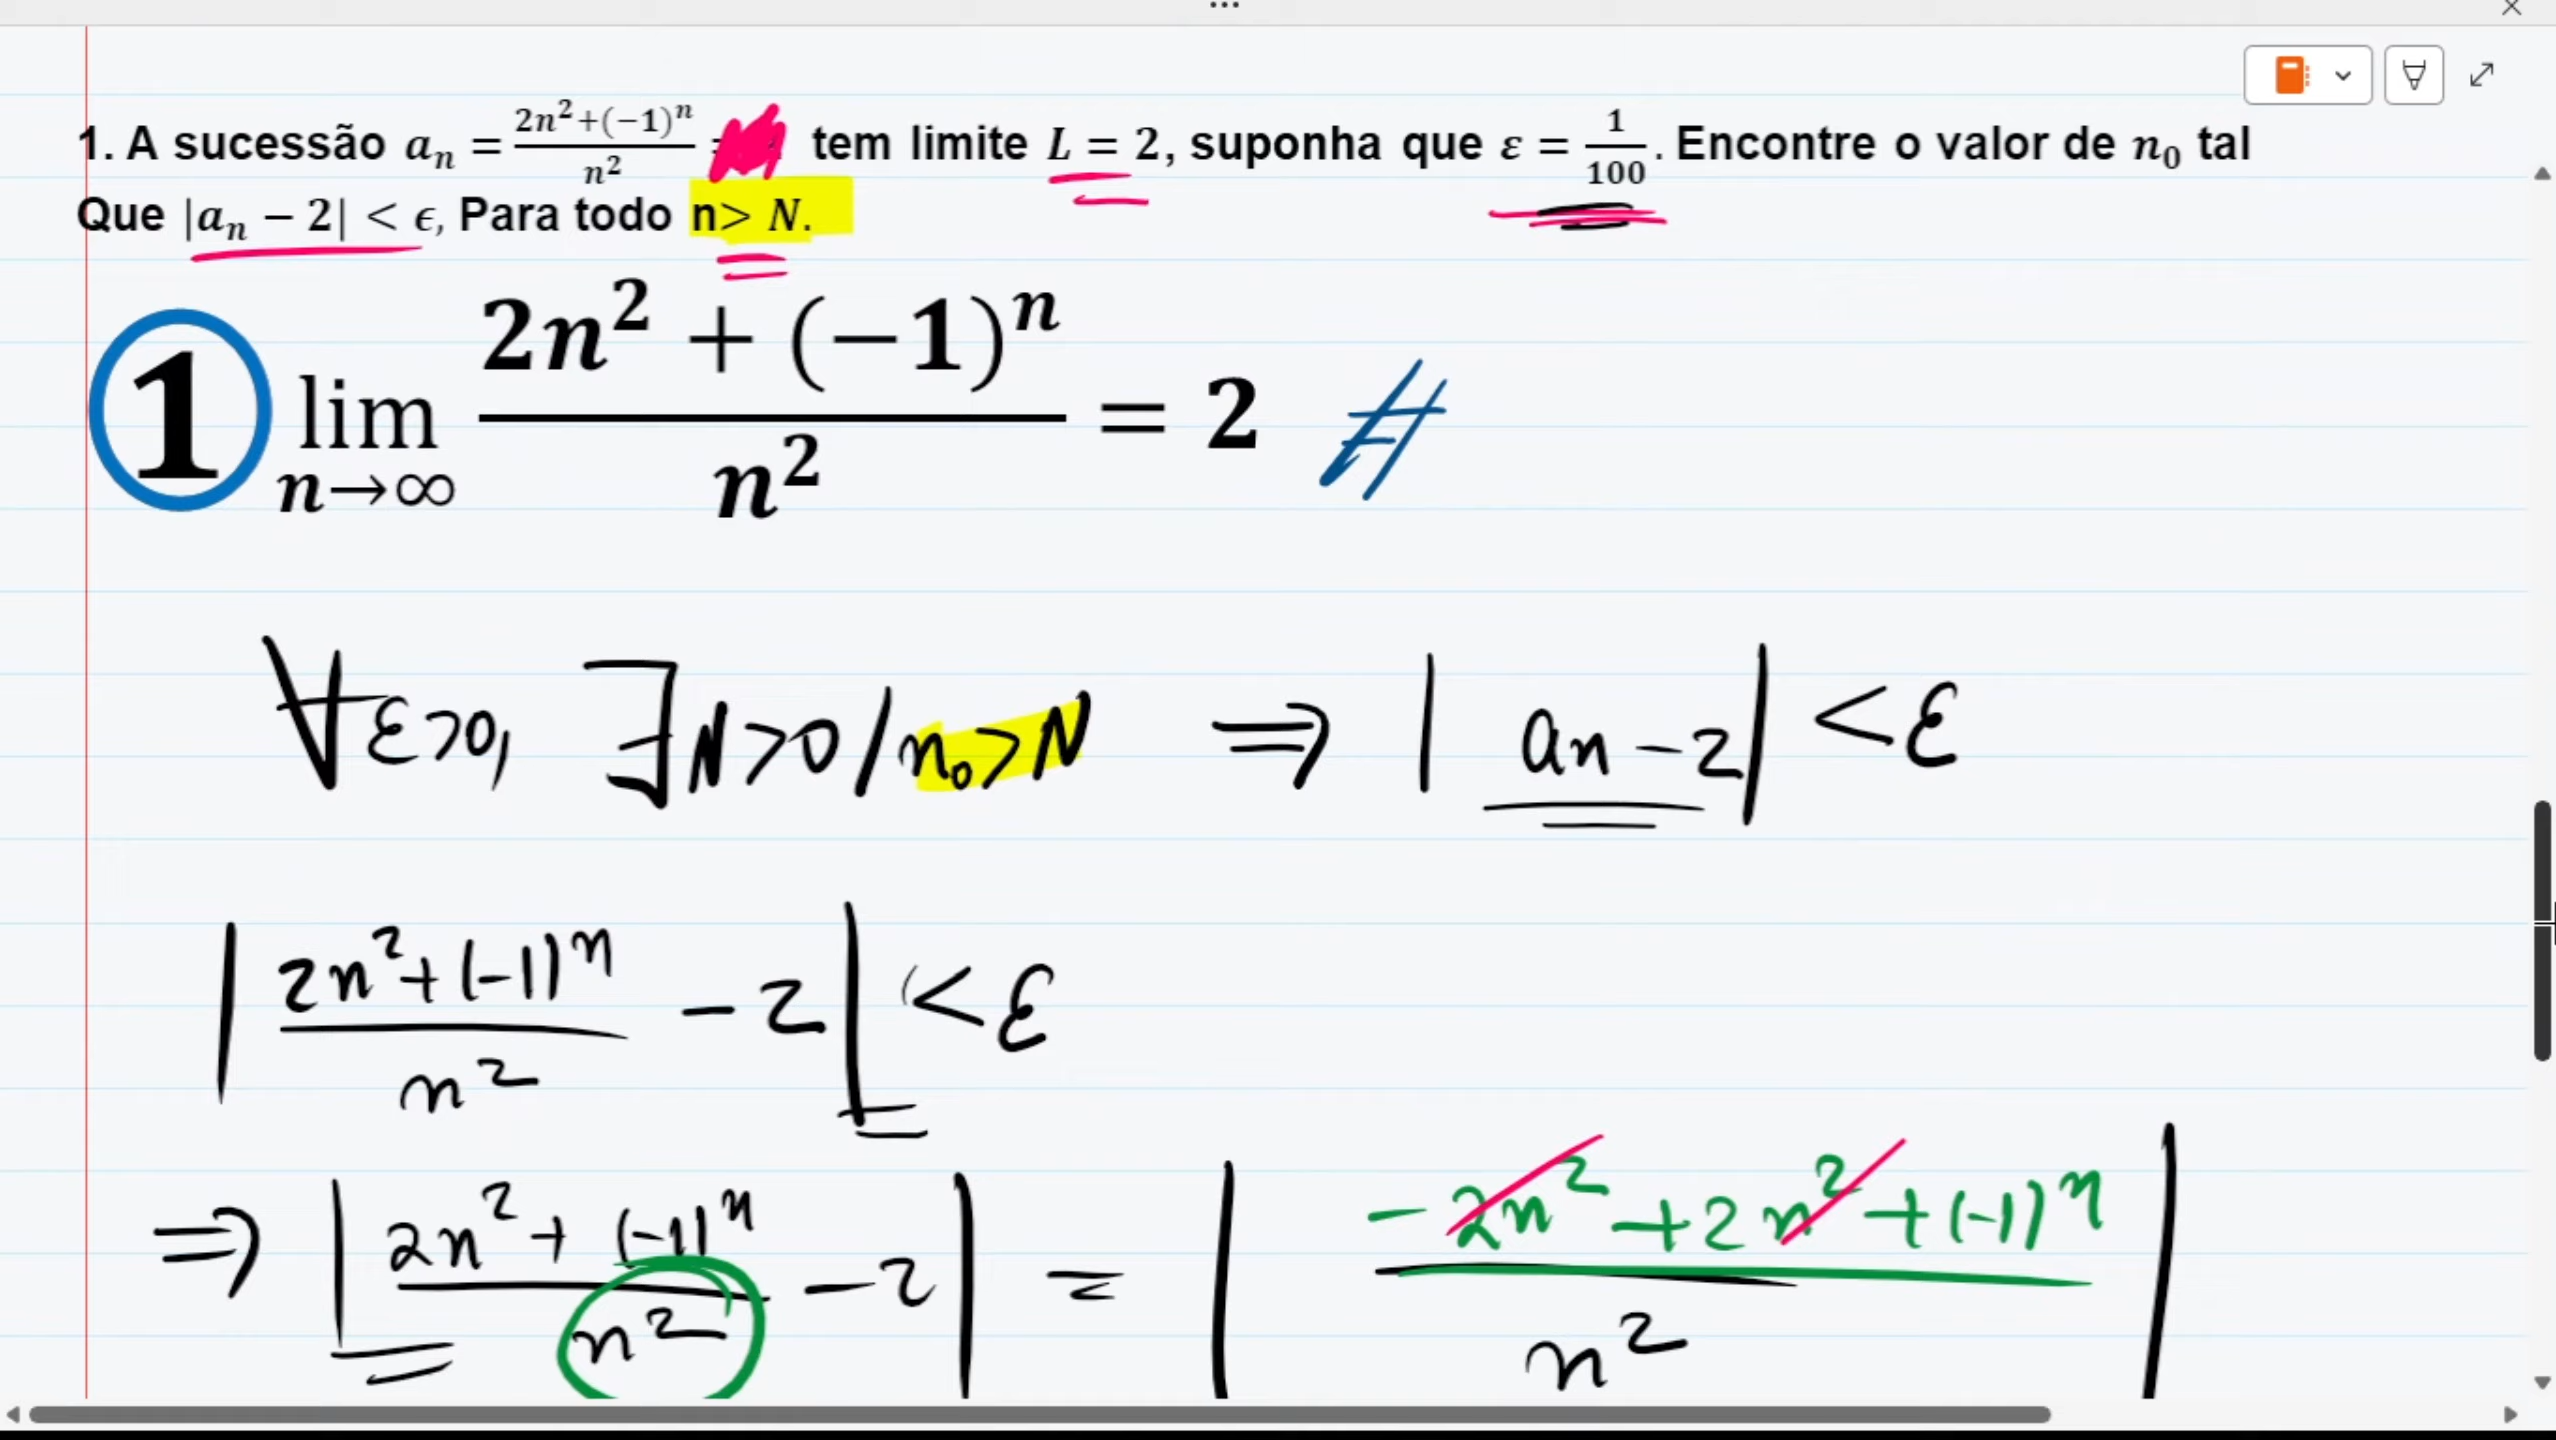 1. A sucessão aₙ = (2n²+(−1)ⁿ)/n² tem limite L = 2, suponha que ε = 1/100. Encontre o valor de n₀ tal
Que |aₙ − 2| < ϵ, Para todo n> N.
1 lim n→∞ (2n² + (−1)ⁿ)/n² = 2 #
∀ε>0, ∃N>0/n₀>N ⇒ |an − 2| < ε
|(2n² + (−1)ⁿ)/n² − 2| < ε
⇒ |(2n² + (−1)ⁿ)/n² − 2| = |(−2n² + 2n² + (−1)ⁿ)/n²|